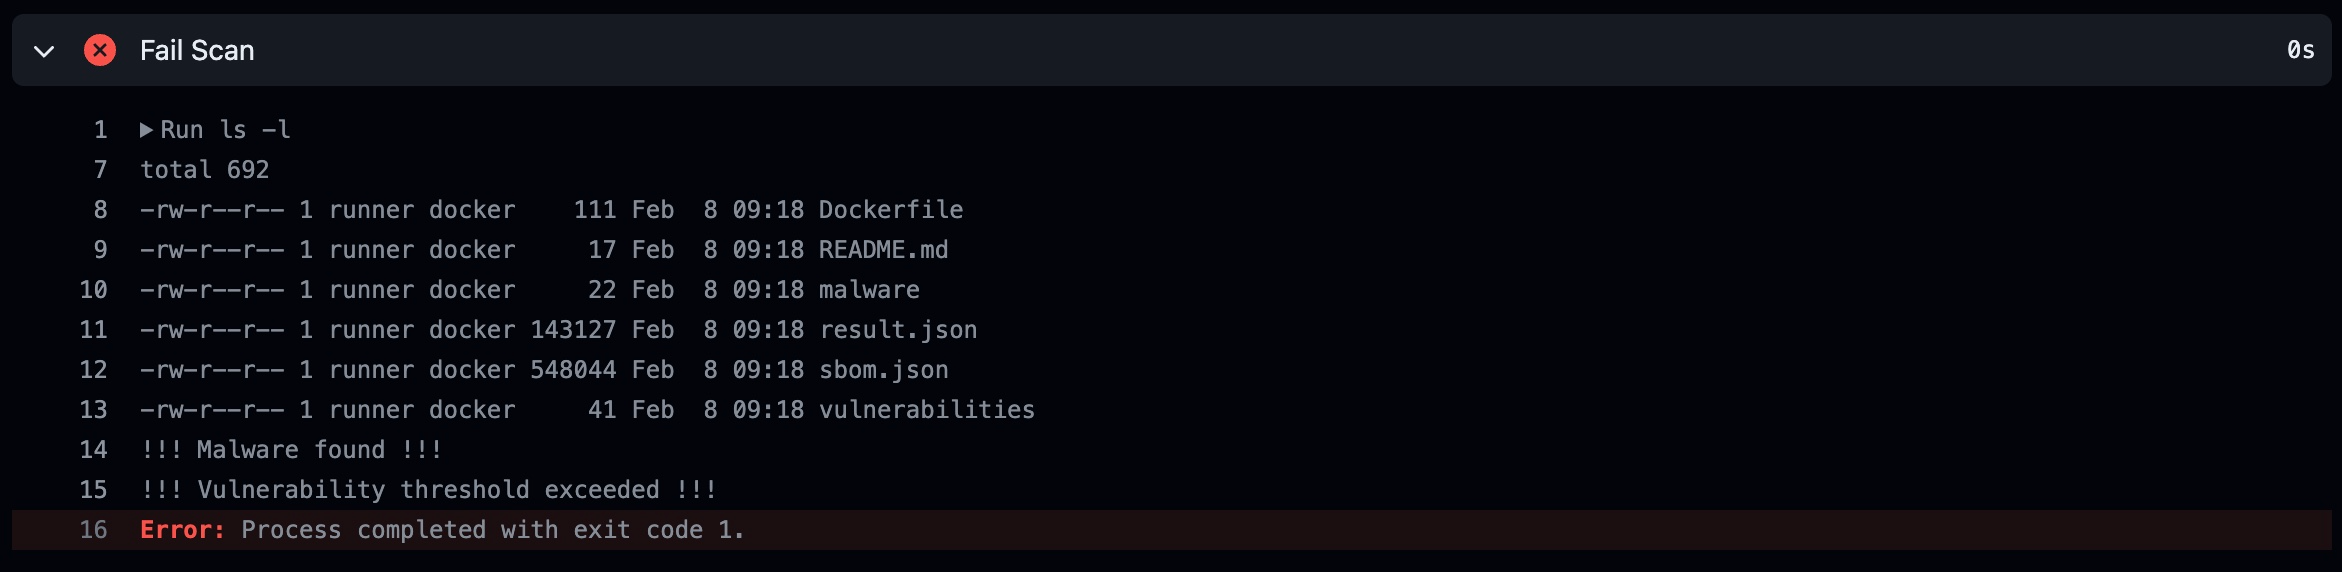 Fail Scan 0s
1 Run ls -l
7 total 692
8 -rw-r--r-- 1 runner docker    111 Feb  8 09:18 Dockerfile
9 -rw-r--r-- 1 runner docker     17 Feb  8 09:18 README.md
10 -rw-r--r-- 1 runner docker     22 Feb  8 09:18 malware
11 -rw-r--r-- 1 runner docker 143127 Feb  8 09:18 result.json
12 -rw-r--r-- 1 runner docker 548044 Feb  8 09:18 sbom.json
13 -rw-r--r-- 1 runner docker     41 Feb  8 09:18 vulnerabilities
14 !!! Malware found !!!
15 !!! Vulnerability threshold exceeded !!!
16 Error: Process completed with exit code 1.